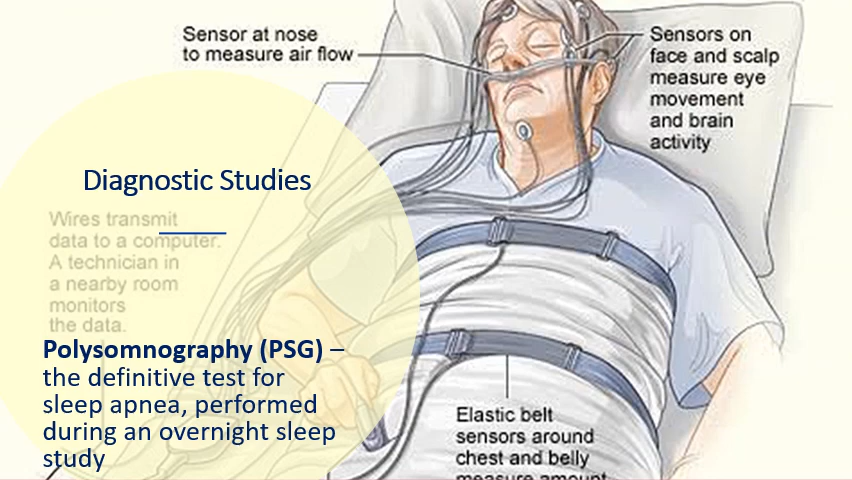 Sensor at nose
to measure air flow
Sensors on
face and scalp
measure eye
movement
and brain
activity
Diagnostic Studies
Wires transmit
data to a computer.
A technician in
a nearby room
monitors
the data.
Polysomnography (PSG) –
the definitive test for
sleep apnea, performed
during an overnight sleep
study
Elastic belt
sensors around
chest and belly
measure amount